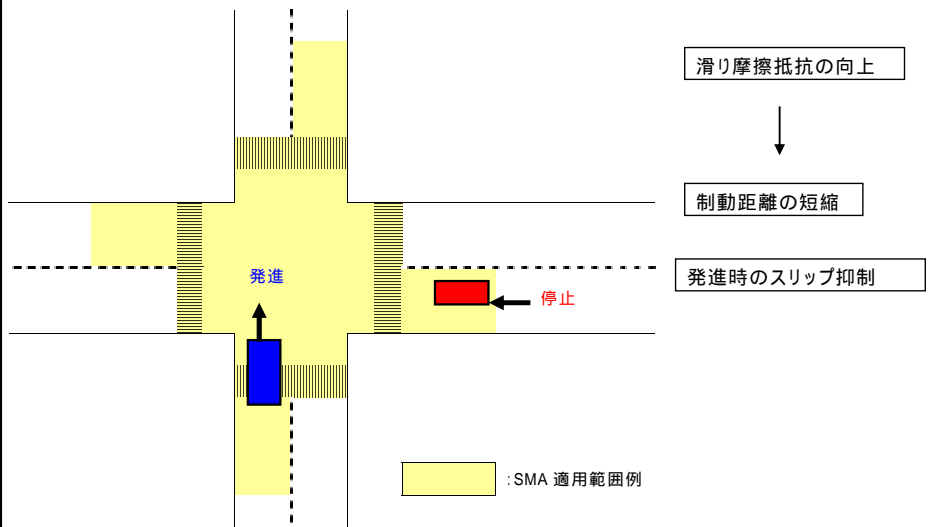 滑り摩擦抵抗の向上
制動距離の短縮
発進時のスリップ抑制
発進
停止
:SMA 適用範囲例